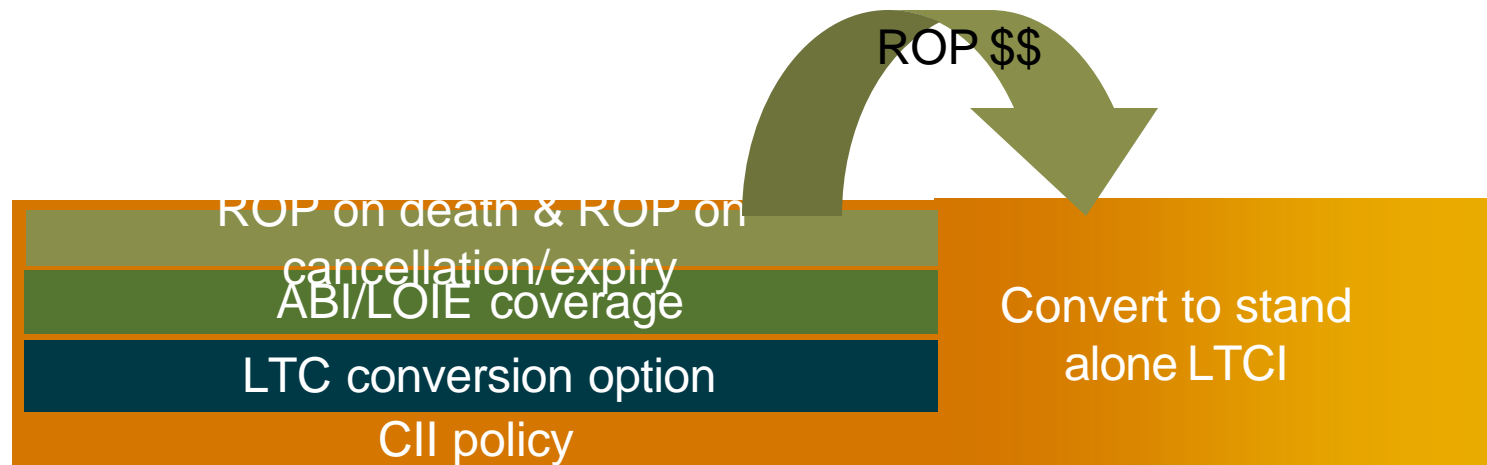 ROP $$
ROP on death & ROP on
cancellation/expiry
ABI/LOIE coverage
LTC conversion option
CII policy
Convert to stand
alone LTCI